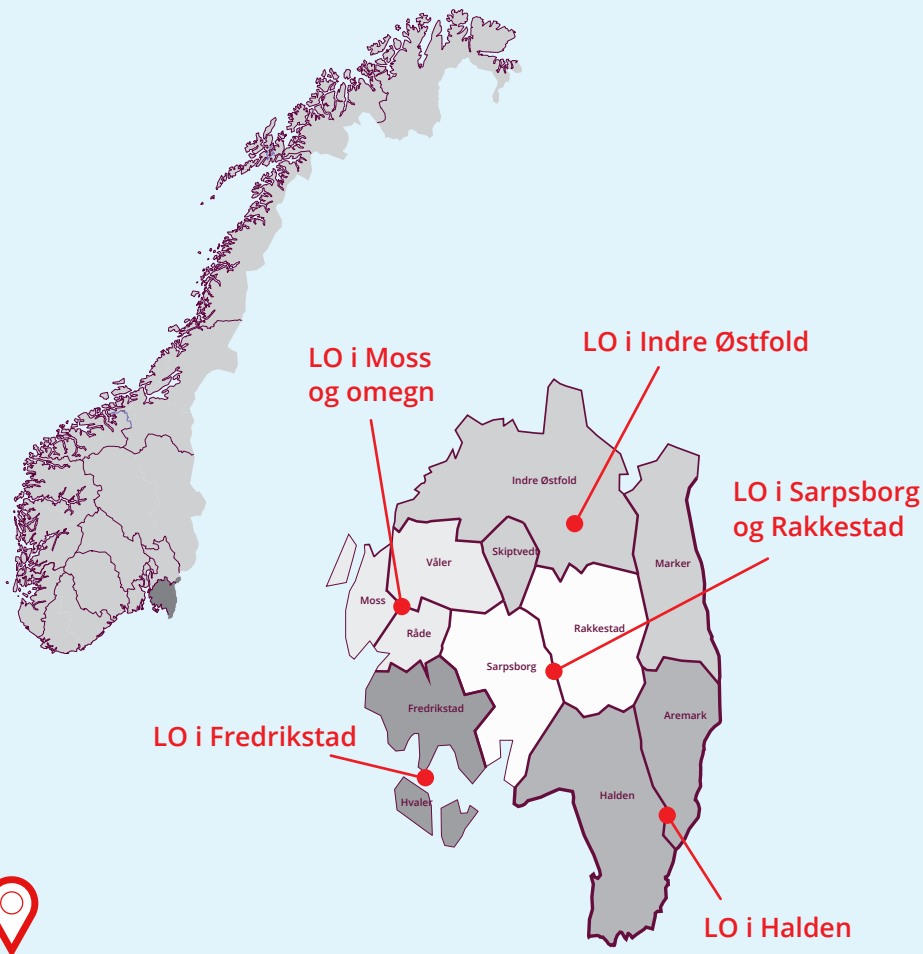 LO i Moss
og omegn
LO i Indre Østfold
LO i Sarpsborg
og Rakkestad
Indre Østfold
Skiptvedt
Våler
Marker
Moss
Råde
Rakkestad
Sarpsborg
Fredrikstad
Aremark
LO i Fredrikstad
Hvaler
Halden
LO i Halden